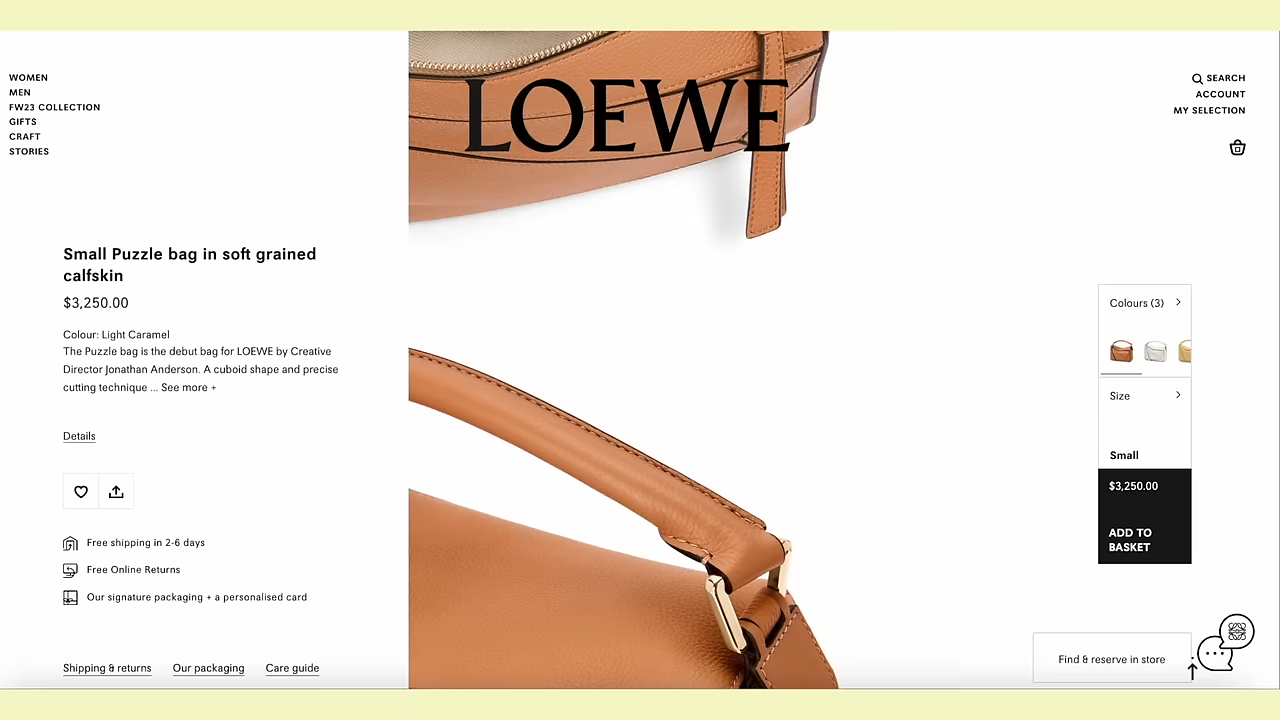 WOMEN
MEN
FW23 COLLECTION
GIFTS
CRAFT
STORIES
LOEWE
SEARCH
ACCOUNT
MY SELECTION
Small Puzzle bag in soft grained
calfskin
$3,250.00
Colour: Light Caramel
The Puzzle bag is the debut bag for LOEWE by Creative
Director Jonathan Anderson. A cuboid shape and precise
cutting technique ... See more +
Details
Free shipping in 2-6 days
Free Online Returns
Our signature packaging + a personalised card
Shipping & returns Our packaging Care guide
Colours (3)
Size
Small
$3,250.00
ADD TO
BASKET
Find & reserve in store